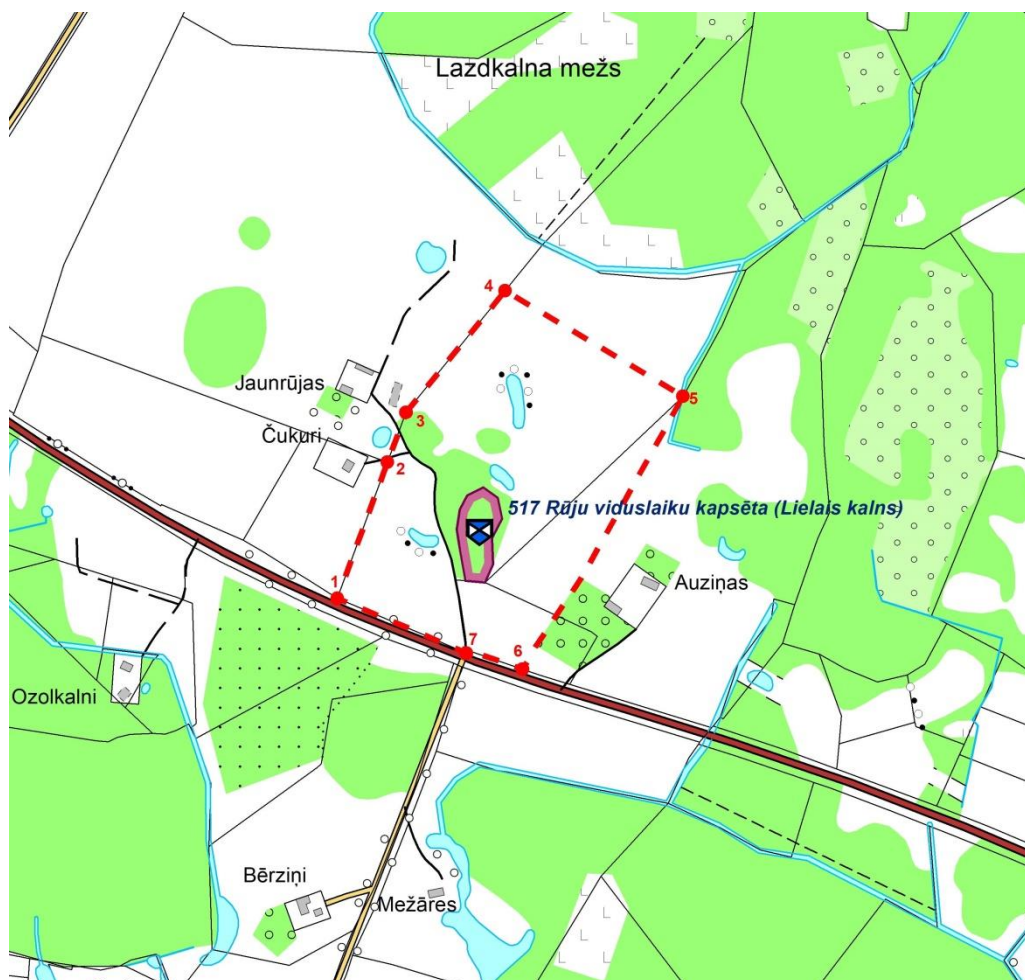 Lazdkalna mežs
4
Jaunrūjas
3
5
Čukuri
2
517 Rūju viduslaiku kapsēta (Lielais kalns)
Auziņas
1
7
6
Ozolkalni
Bērziņi
Mežāres